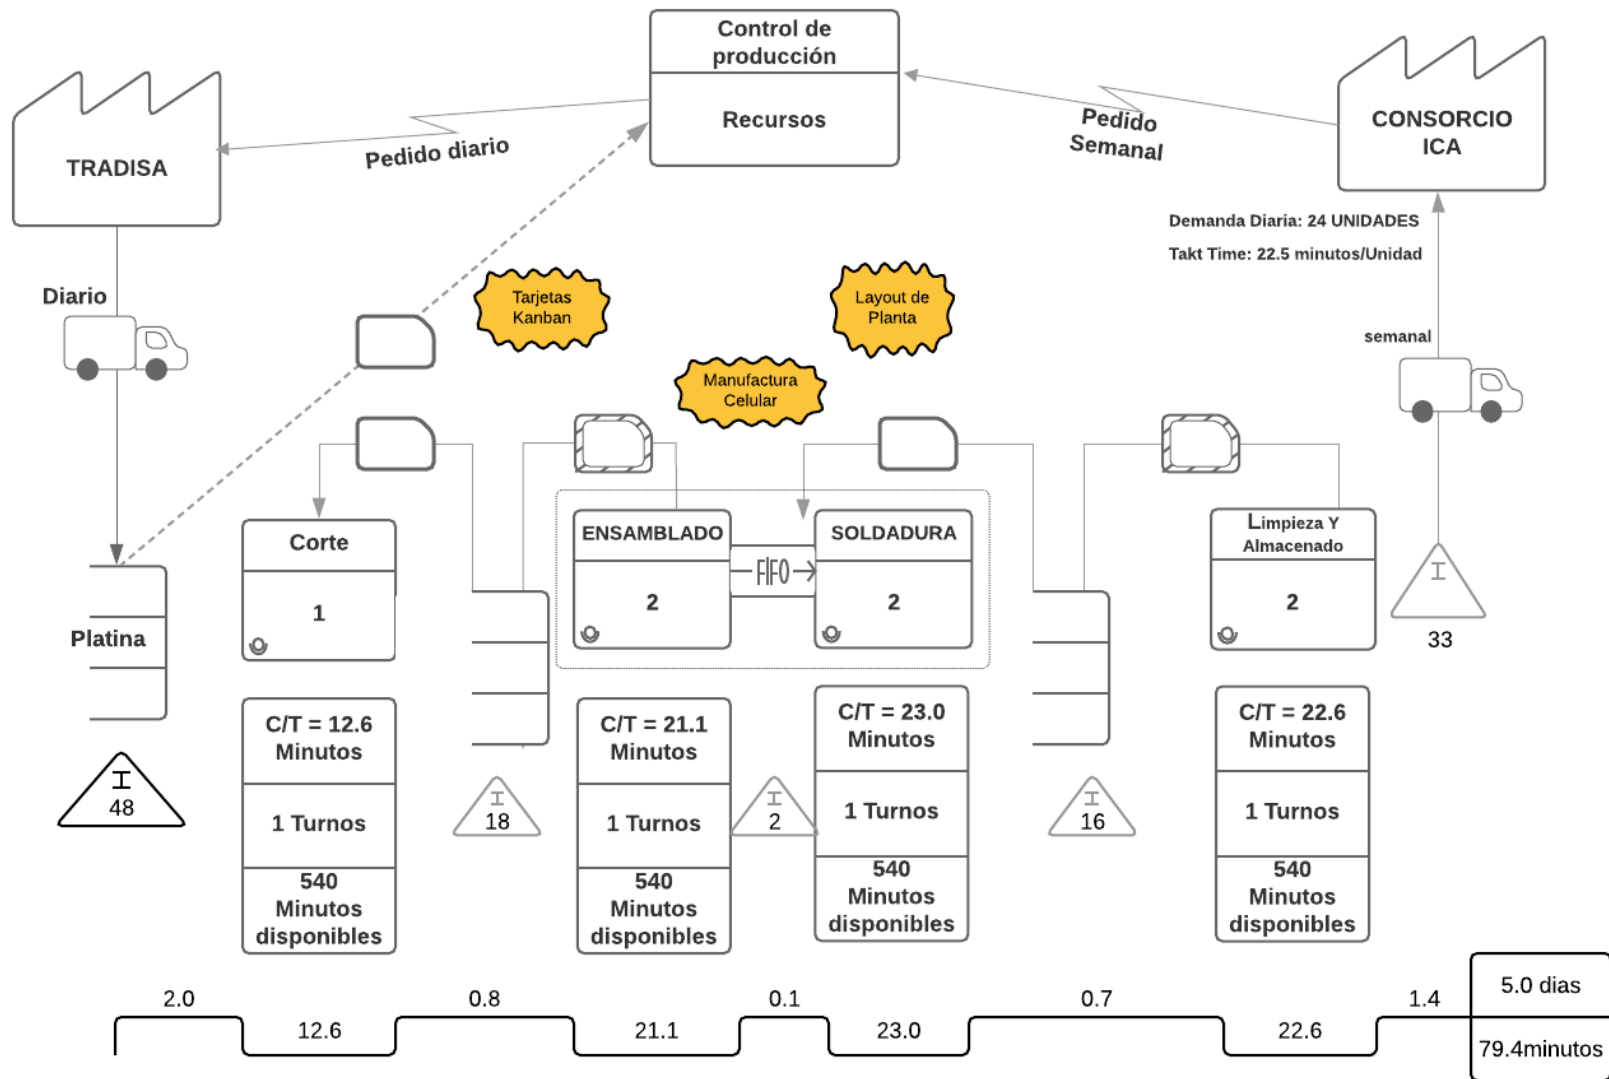 Control de
producción
Recursos
TRADISA
CONSORCIO
ICA
Pedido diario
Pedido
Semanal
Demanda Diaria: 24 UNIDADES
Takt Time: 22.5 minutos/Unidad
Diario
semanal
Tarjetas
Kanban
Layout de
Planta
Manufactura
Celular
Platina
I
48
Corte
1
ENSAMBLADO
2
FIFO
SOLDADURA
2
Limpieza Y
Almacenado
2
I
33
C/T = 12.6
Minutos
1 Turnos
540
Minutos
disponibles
I
18
C/T = 21.1
Minutos
1 Turnos
540
Minutos
disponibles
I
2
C/T = 23.0
Minutos
1 Turnos
540
Minutos
disponibles
I
16
C/T = 22.6
Minutos
1 Turnos
540
Minutos
disponibles
2.0
12.6
0.8
21.1
0.1
23.0
0.7
22.6
1.4
5.0 dias
79.4minutos